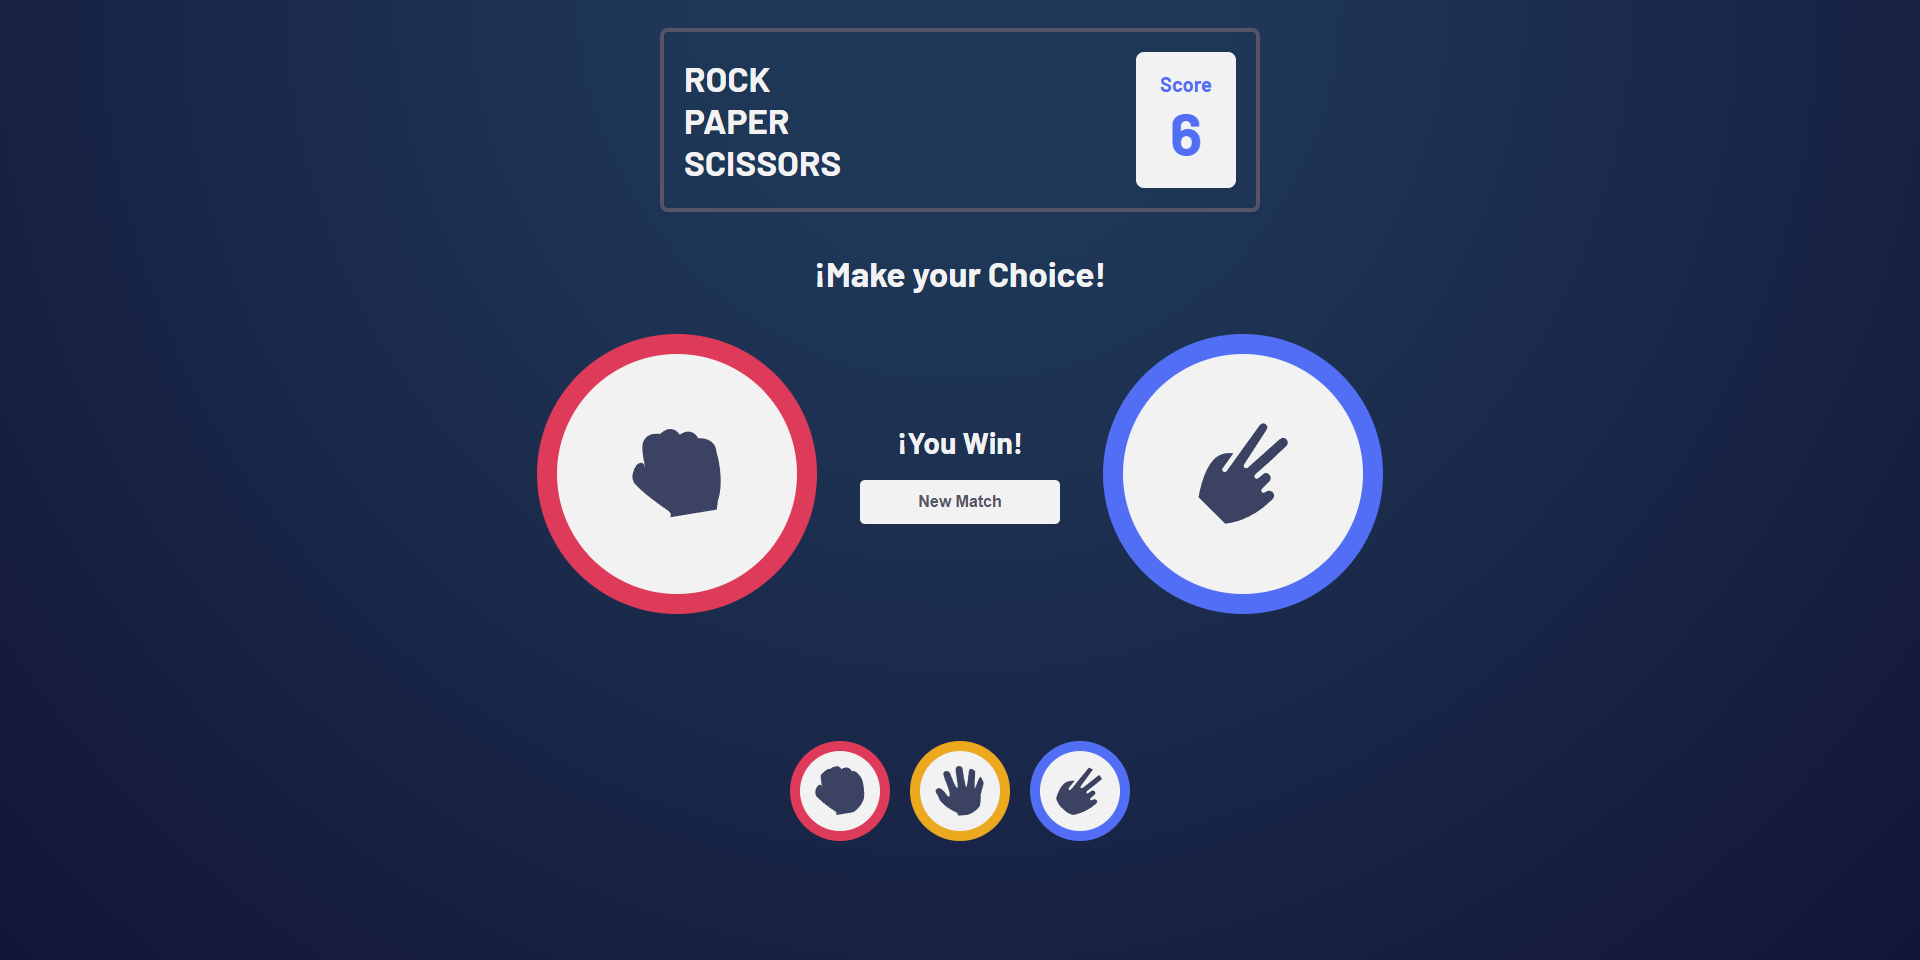 ROCK
PAPER
SCISSORS
Score
6
¡Make your Choice!
¡You Win!
New Match